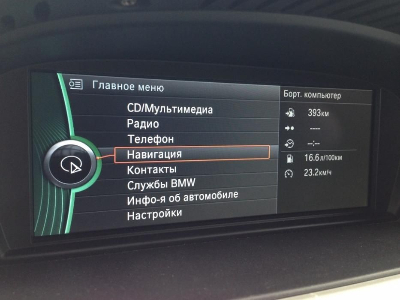 Главное меню
CD/Мультимедиа
Радио
Телефон
Навигация
Контакты
Службы BMW
Инфо-я об автомобиле
Настройки
Борт. компьютер
393км
----
--:--
16.6л/100км
23.2км/ч